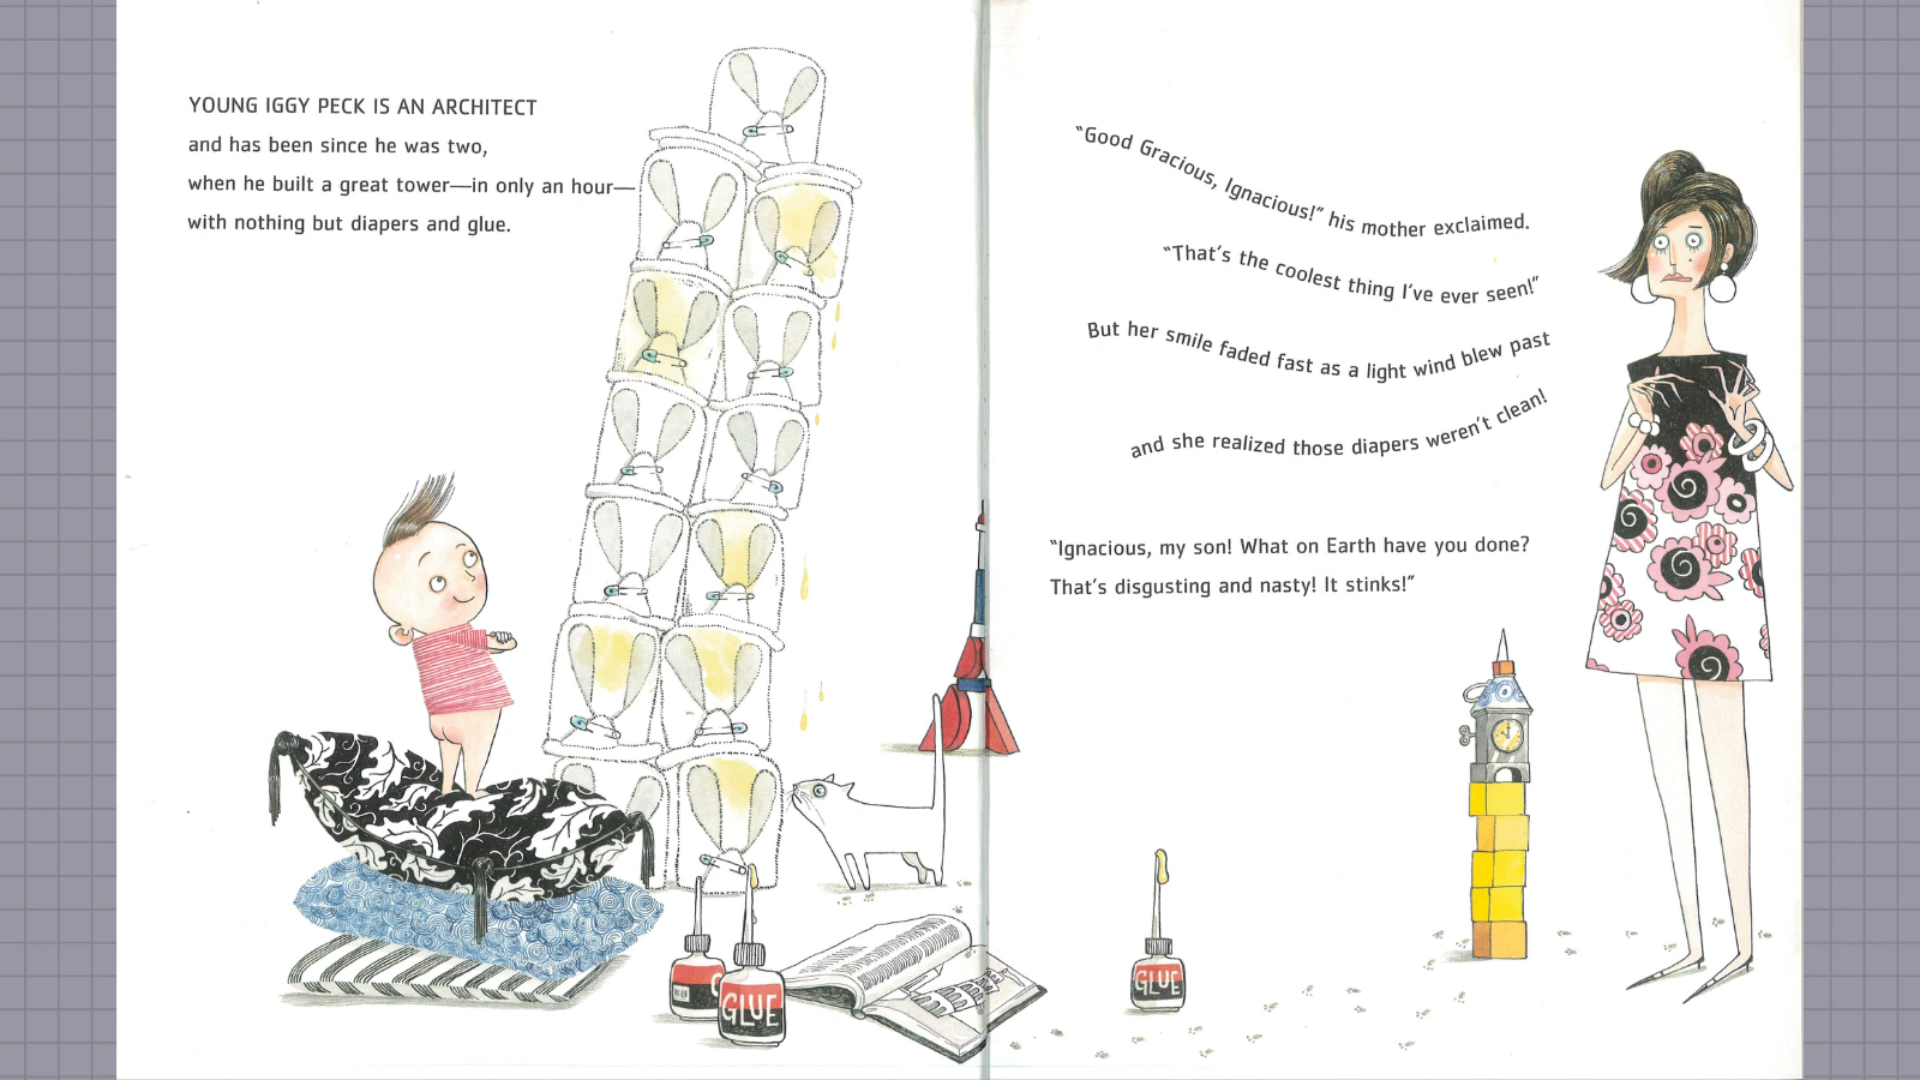 YOUNG IGGY PECK IS AN ARCHITECT
and has been since he was two,
when he built a great tower—in only an hour—
with nothing but diapers and glue.
“Good Gracious, Ignacious!” his mother exclaimed.
“That’s the coolest thing I’ve ever seen!”
But her smile faded fast as a light wind blew past
and she realized those diapers weren’t clean!
“Ignacious, my son! What on Earth have you done?
That’s disgusting and nasty! It stinks!”
GLUE
GLUE